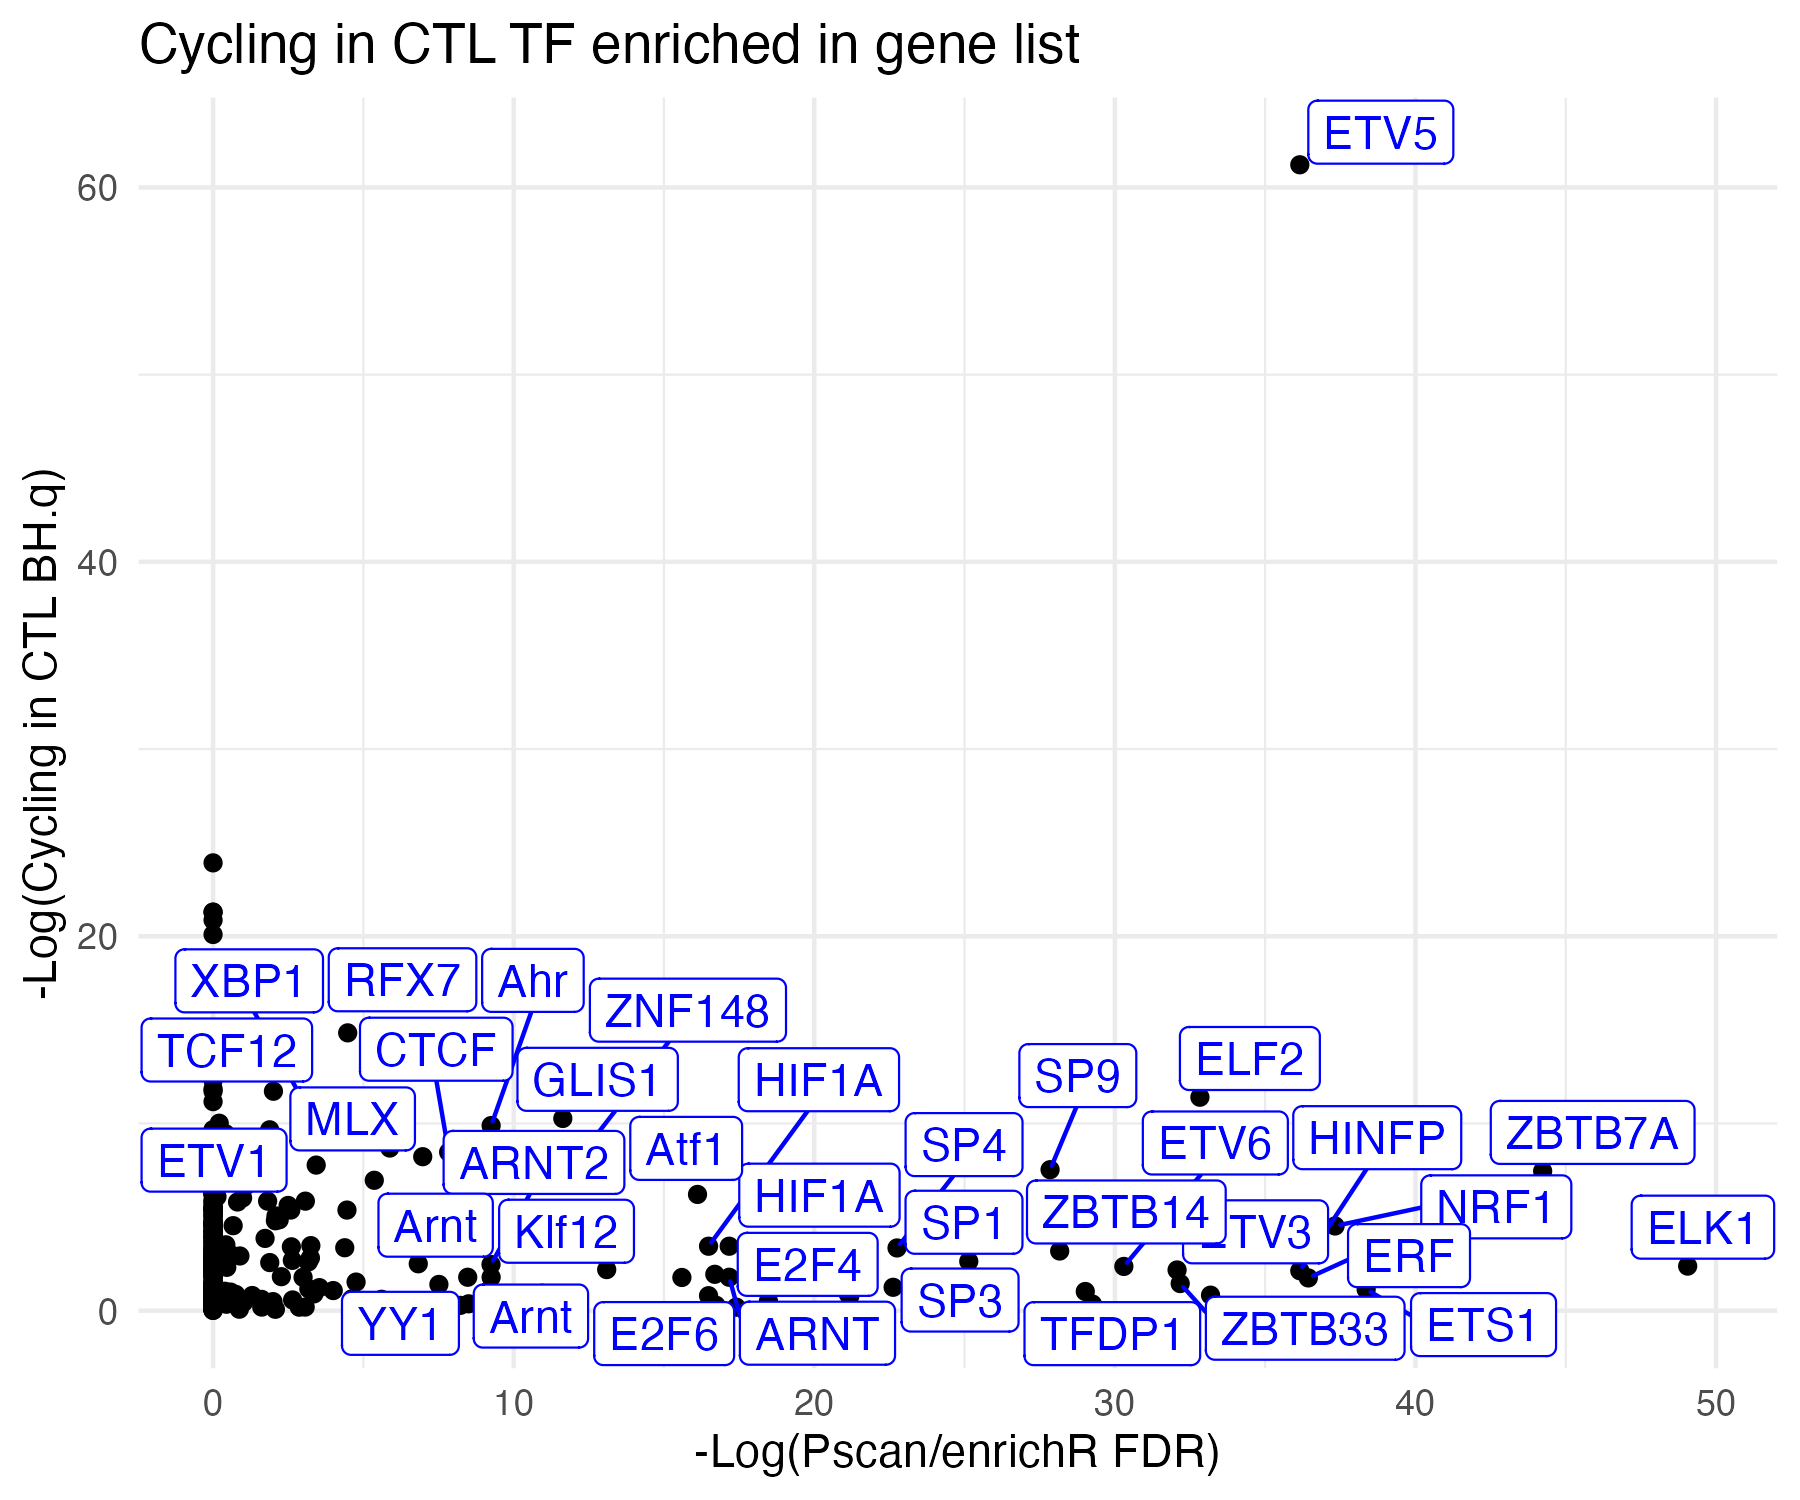 Cycling in CTL TF enriched in gene list
ETV5
60
40
20
0
-Log(Cycling in CTL BH.q)
XBP1
RFX7
Ahr
ZNF148
TCF12
CTCF
GLIS1
HIF1A
SP9
ELF2
MLX
ETV1
ARNT2
Atf1
SP4
ETV6
HINFP
ZBTB7A
HIF1A
Arnt
Klf12
SP1
ZBTB14
TV3
NRF1
ELK1
E2F4
ERF
SP3
YY1
Arnt
E2F6
ARNT
TFDP1
ZBTB33
ETS1
0
10
20
30
40
50
-Log(Pscan/enrichR FDR)